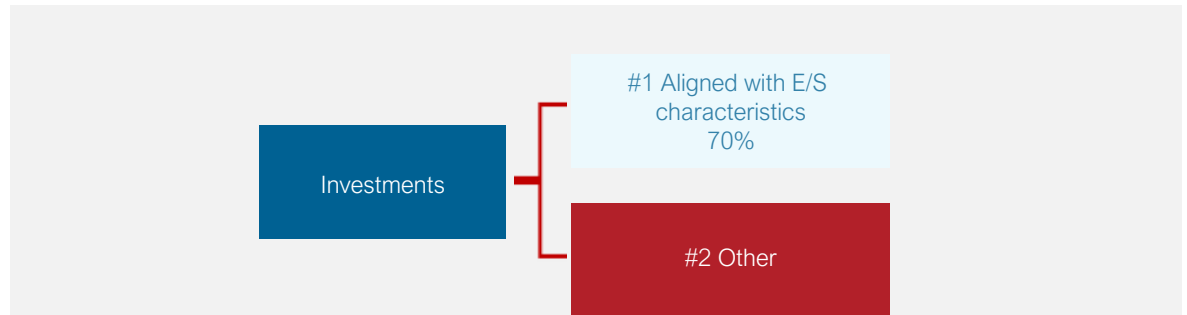 #1 Aligned with E/S
characteristics
70%
Investments
#2 Other